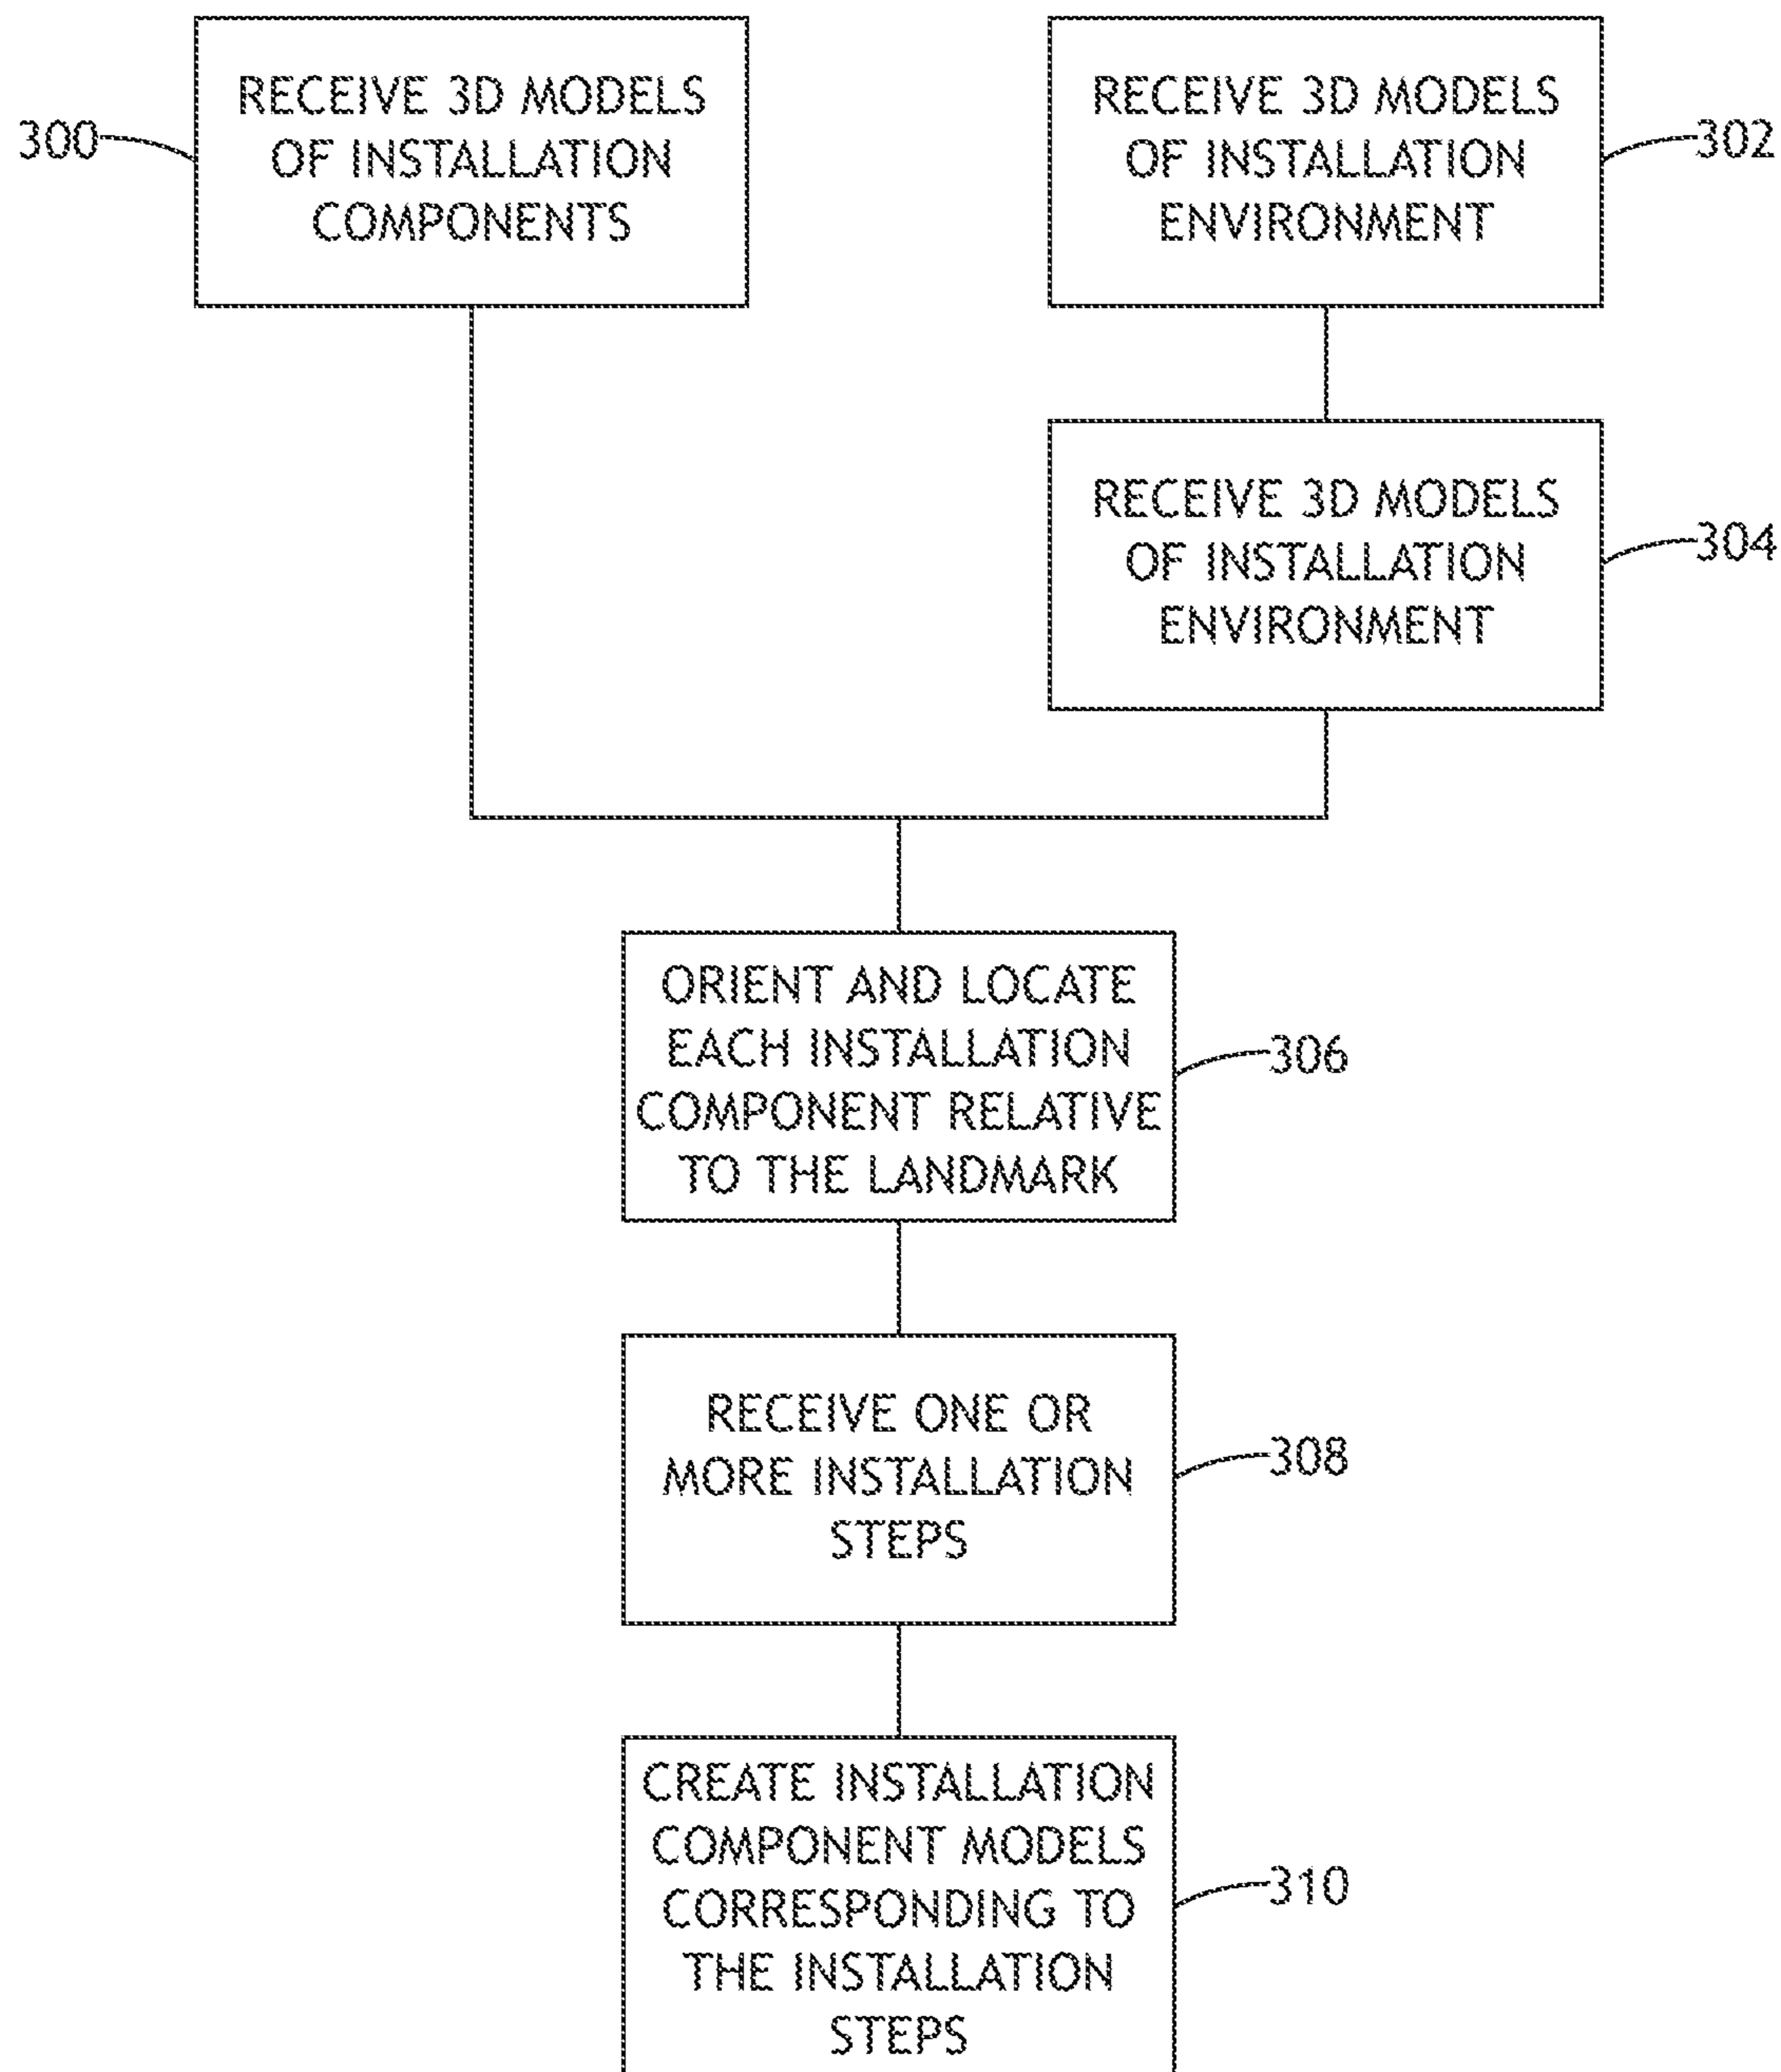 RECEIVE 3D MODELS
OF INSTALLATION
COMPONENTS
300
RECEIVE 3D MODELS
OF INSTALLATION
ENVIRONMENT
302
RECEIVE 3D MODELS
OF INSTALLATION
ENVIRONMENT
304
ORIENT AND LOCATE
EACH INSTALLATION
COMPONENT RELATIVE
TO THE LANDMARK
306
RECEIVE ONE OR
MORE INSTALLATION
STEPS
308
CREATE INSTALLATION
COMPONENT MODELS
CORRESPONDING TO
THE INSTALLATION
STEPS
310